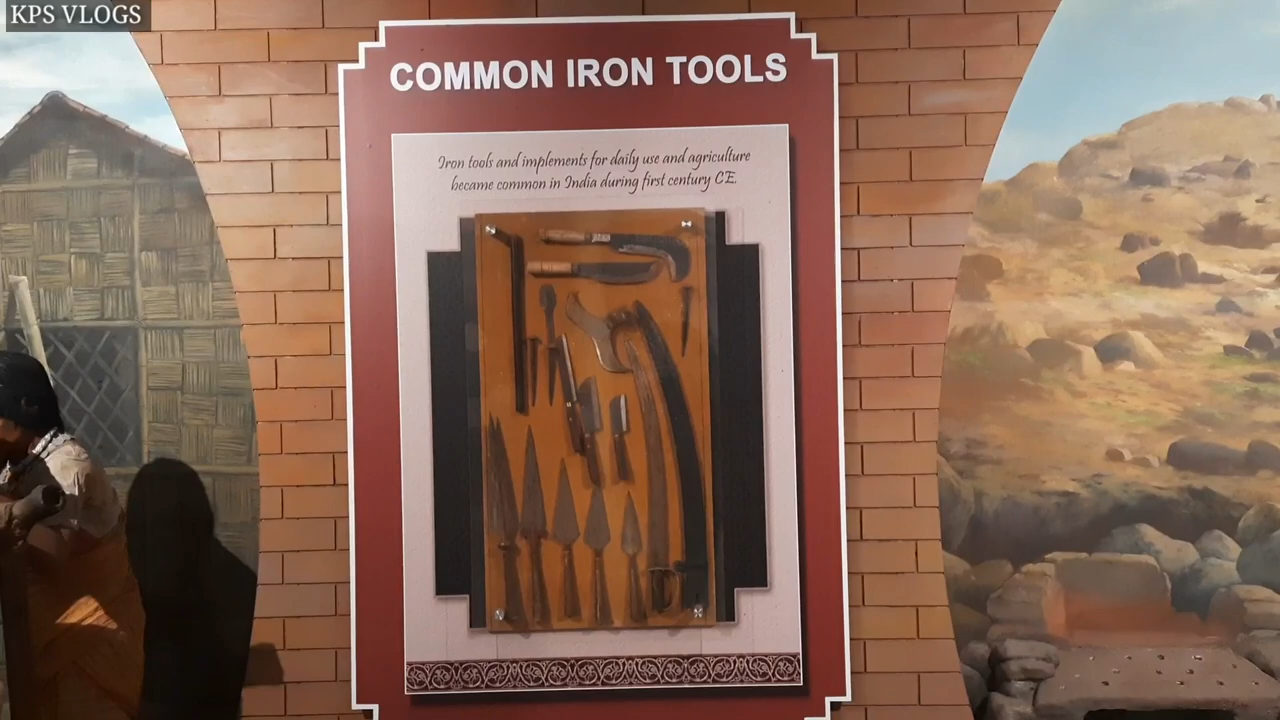 KPS VLOGS
COMMON IRON TOOLS
Iron tools and implements for daily use and agriculture
became common in India during first century CE.